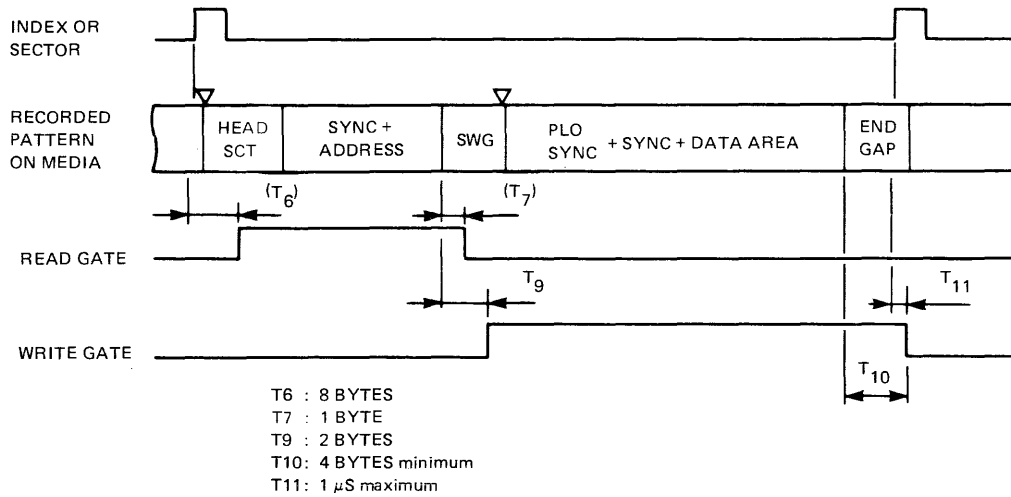 INDEX OR
SECTOR
RECORDED
PATTERN
ON MEDIA
HEAD
SCT
SYNC +
ADDRESS
SWG
PLO
SYNC + SYNC + DATA AREA
END
GAP
(T6)
(T7)
READ GATE
T9
T11
WRITE GATE
T10
T6 : 8 BYTES
T7 : 1 BYTE
T9 : 2 BYTES
T10: 4 BYTES minimum
T11: 1 μS maximum